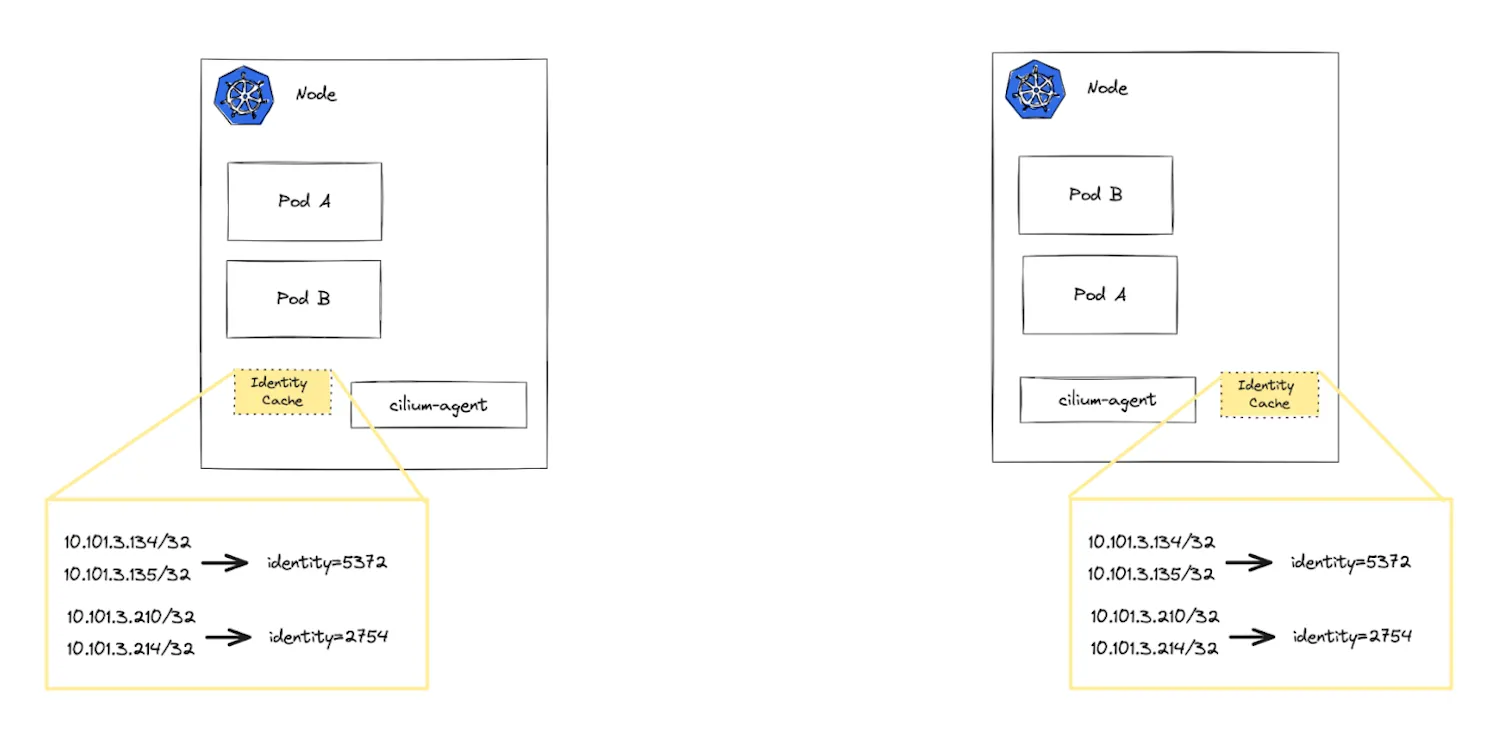 Node
Pod A
Pod B
Identity
Cache
cilium-agent
10.101.3.134/32
10.101.3.135/32
identity=5372
10.101.3.210/32
10.101.3.214/32
identity=2754
Node
Pod B
Pod A
cilium-agent
Identity
Cache
10.101.3.134/32
10.101.3.135/32
identity=5372
10.101.3.210/32
10.101.3.214/32
identity=2754